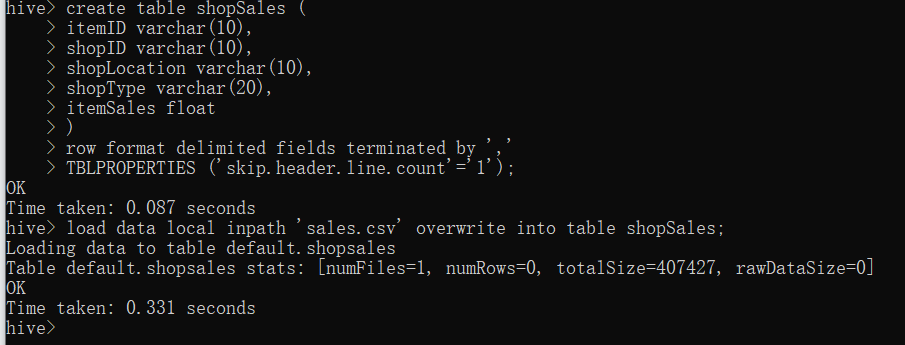 hive> create table shopSales (
    > itemID varchar(10),
    > shopID varchar(10),
    > shopLocation varchar(10),
    > shopType varchar(20),
    > itemSales float
    > )
    > row format delimited fields terminated by ','
    > TBLPROPERTIES ('skip.header.line.count'='1');
OK
Time taken: 0.087 seconds
hive> load data local inpath 'sales.csv' overwrite into table shopSales;
Loading data to table default.shopsales
Table default.shopsales stats: [numFiles=1, numRows=0, totalSize=407427, rawDataSize=0]
OK
Time taken: 0.331 seconds
hive>